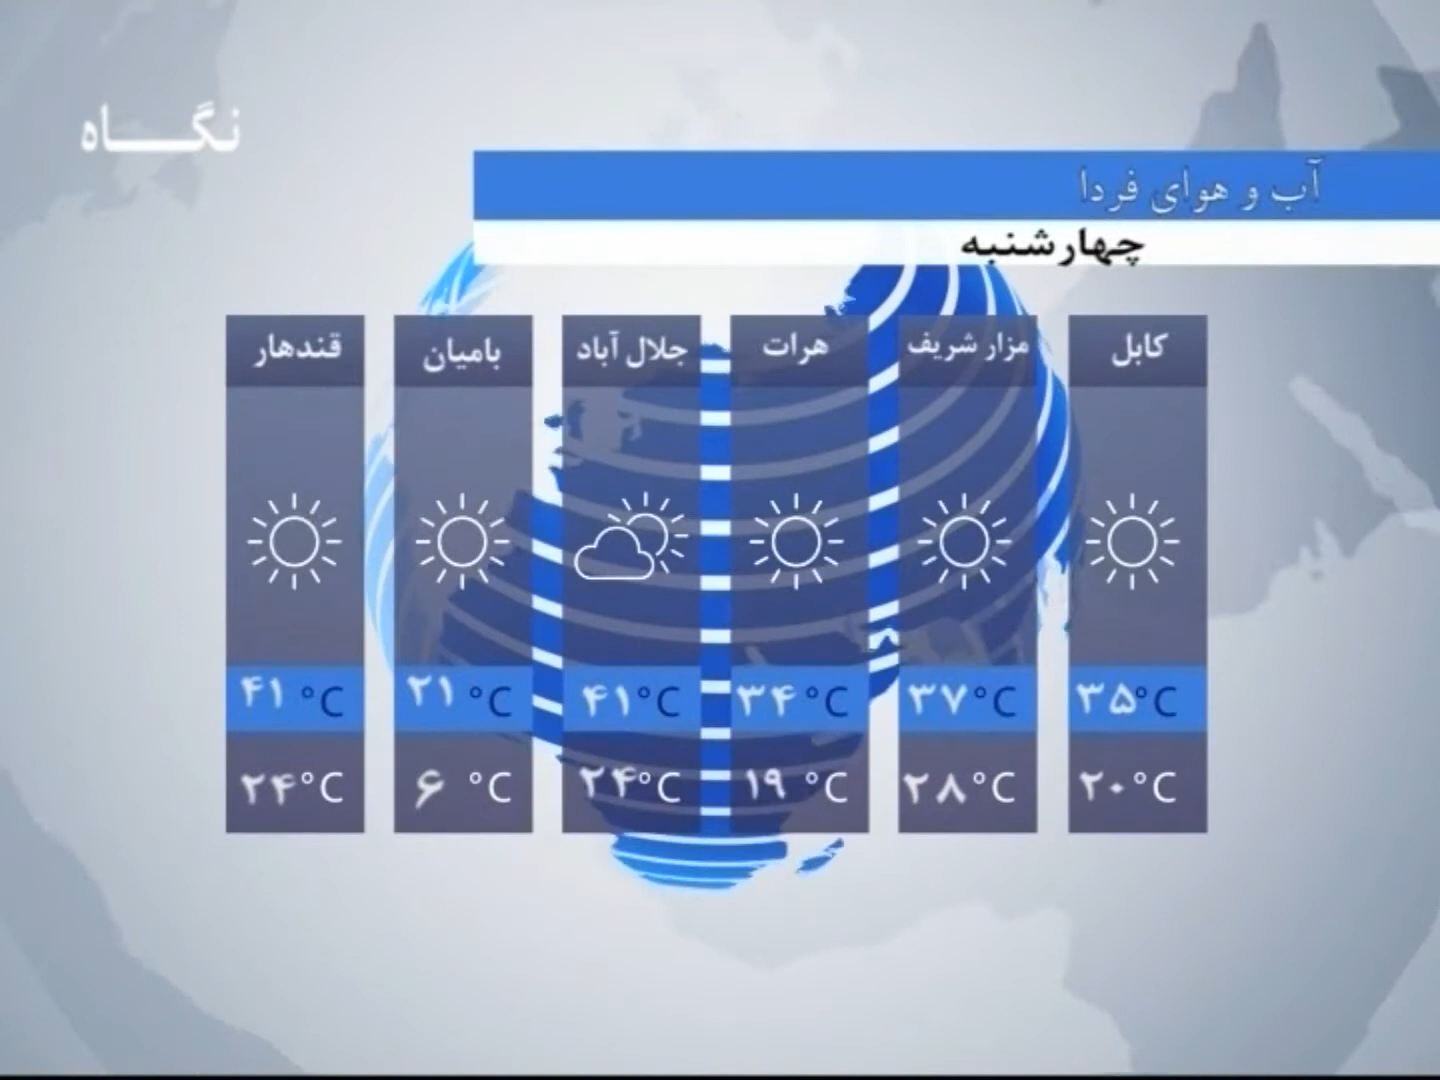 نگاه
آب و هوای فردا
چهارشنبه
کابل
مزار شریف
هرات
جلال آباد
بامیان
قندهار
۳۵°C
۳۷°C
۳۴°C
۴۱°C
۲۱°C
۴۱°C
۲۰°C
۲۸°C
۱۹°C
۲۴°C
۶°C
۲۴°C